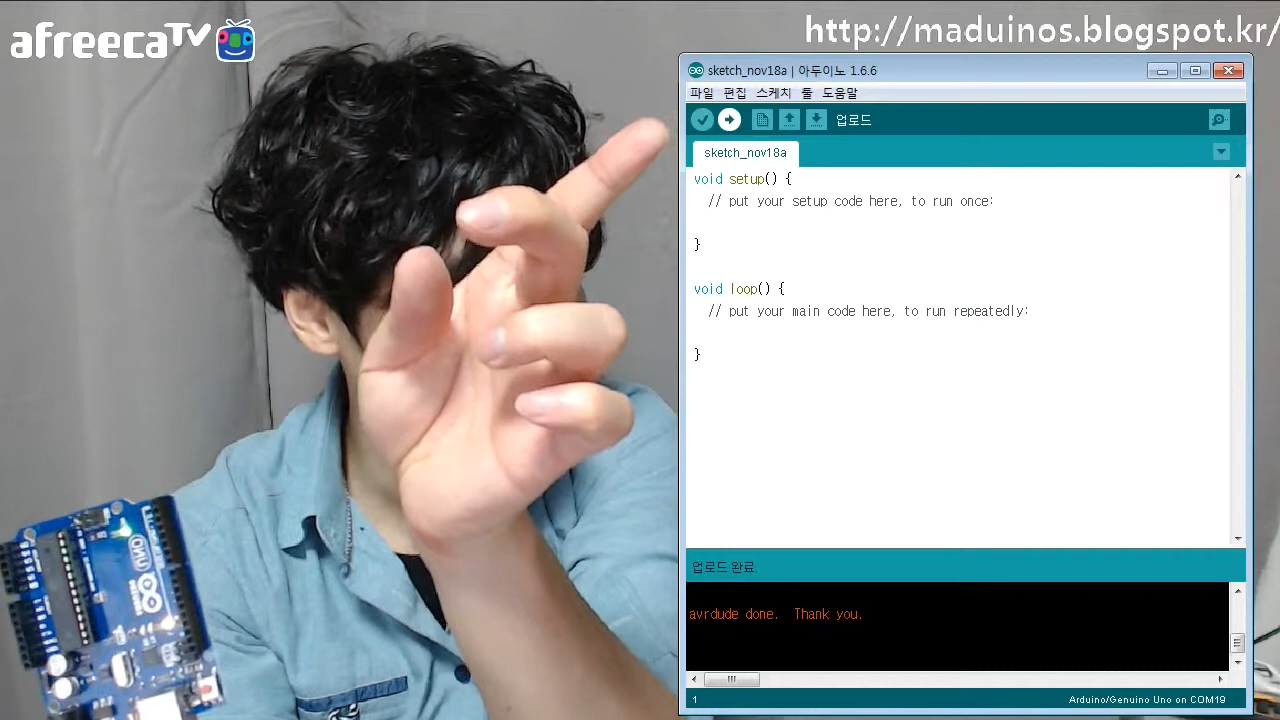 afreecaTV
http://maduinos.blogspot.kr/
sketch_nov18a | 아두이노 1.6.6
파일 편집 스케치 툴 도움말
업로드
sketch_nov18a
void setup() {
// put your setup code here, to run once:
}
void loop() {
// put your main code here, to run repeatedly:
}
업로드 완료.
avrdude done. Thank you.
1
Arduino/Genuino Uno on COM19
UNO